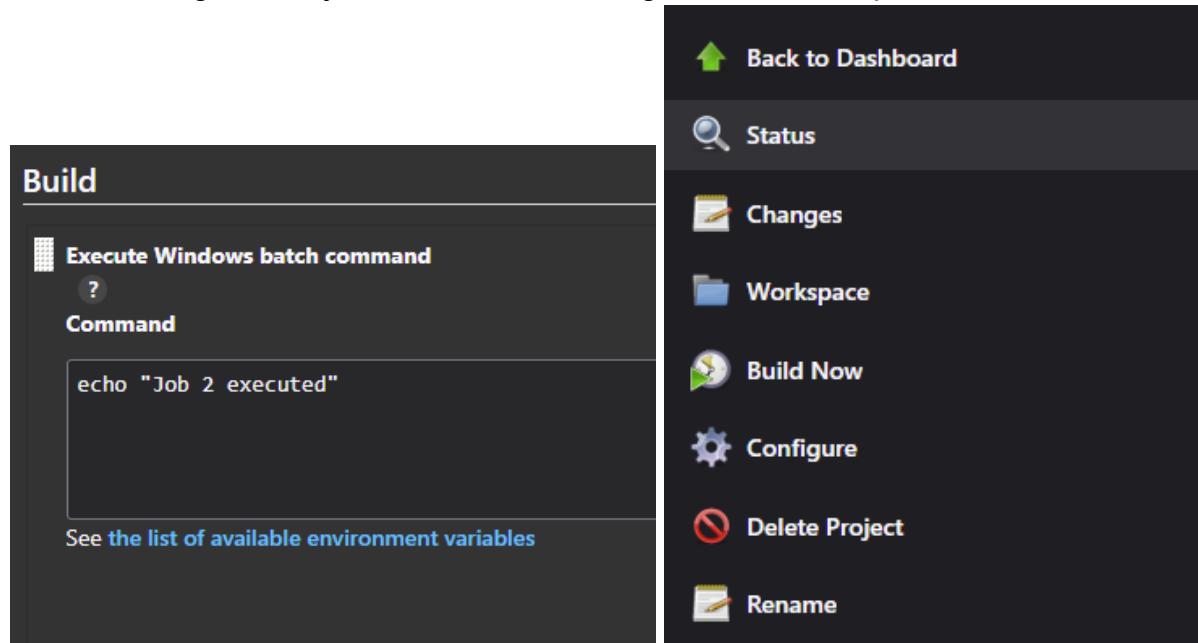 Build
Execute Windows batch command
?
Command
echo "Job 2 executed"
See the list of available environment variables
Back to Dashboard
Status
Changes
Workspace
Build Now
Configure
Delete Project
Rename